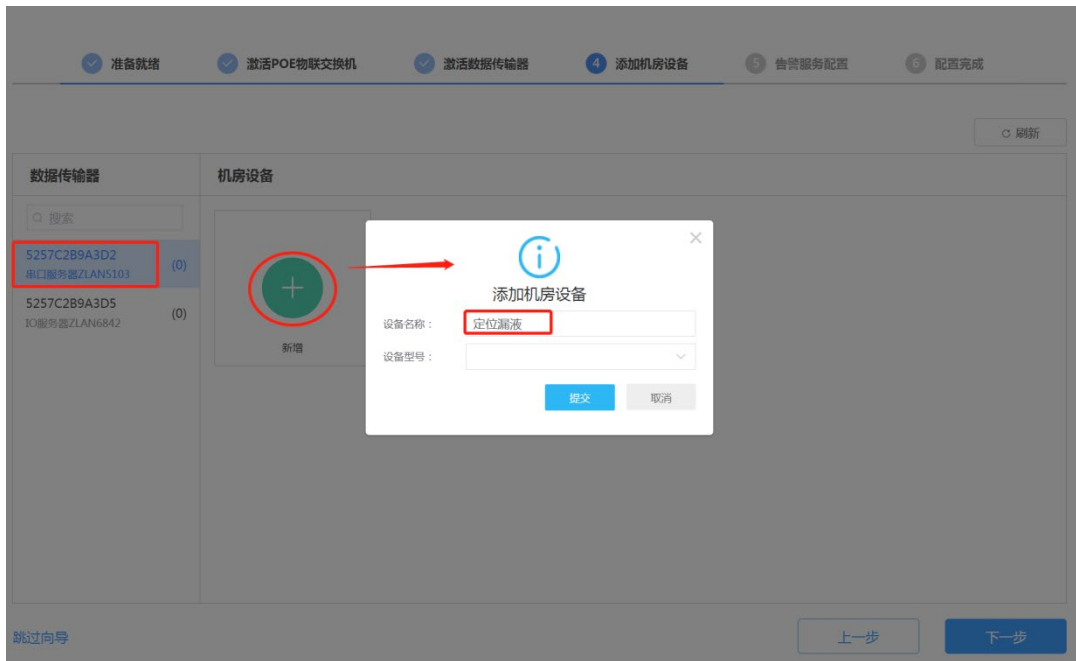 准备就绪
激活POE物联交换机
激活数据传输器
4 添加机房设备
5 告警服务配置
6 配置完成
刷新
数据传输器
机房设备
搜索
5257C2B9A3D2
串口服务器ZLAN5103
(0)
5257C2B9A3D5
IO服务器ZLAN6842
(0)
新增
添加机房设备
设备名称：
定位漏液
设备型号：
提交
取消
跳过向导
上一步
下一步